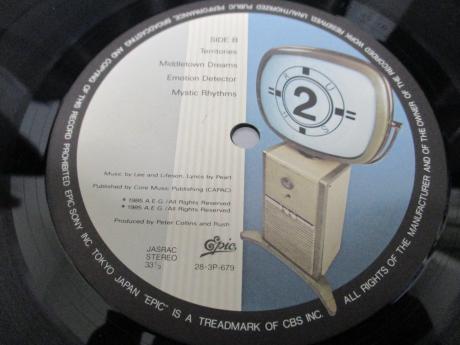 SIDE B
Territories
Middletown Dreams
Emotion Detector
Mystic Rhythms
R U S H
2
Music by Lee and Lifeson, Lyrics by Peart
Published by Core Music Publishing (CAPAC)
1985 A.E.G. /All Rights Reserved
1985 A.E.G. /All Rights Reserved
Produced by Peter Collins and Rush
JASRAC
STEREO
33⅓
Epic
28·3P-679
ALL RIGHTS OF THE MANUFACTURER AND OF THE OWNER OF THE RECORDED WORK RESERVED. UNAUTHORIZED PUBLIC PERFORMANCE, BROADCASTING AND COPYING OF THIS RECORD PROHIBITED EPIC/SONY INC. TOKYO JAPAN "EPIC" IS A TREADMARK OF CBS INC.